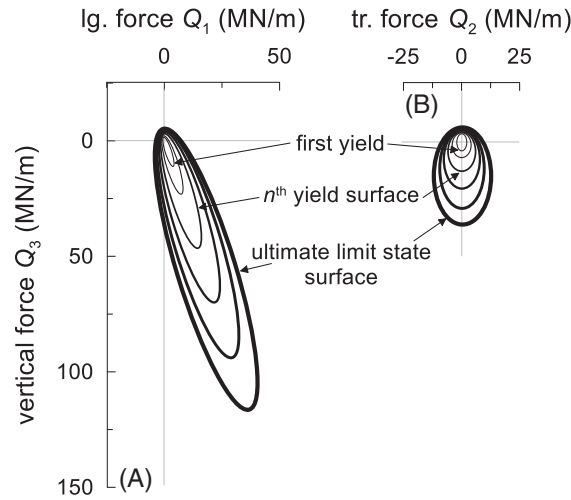 lg. force Q1 (MN/m) tr. force Q2 (MN/m)
0 50 -25 0 25
(B)
0
first yield
nth yield surface
50
ultimate limit state
surface
100
150
(A)
vertical force Q3 (MN/m)